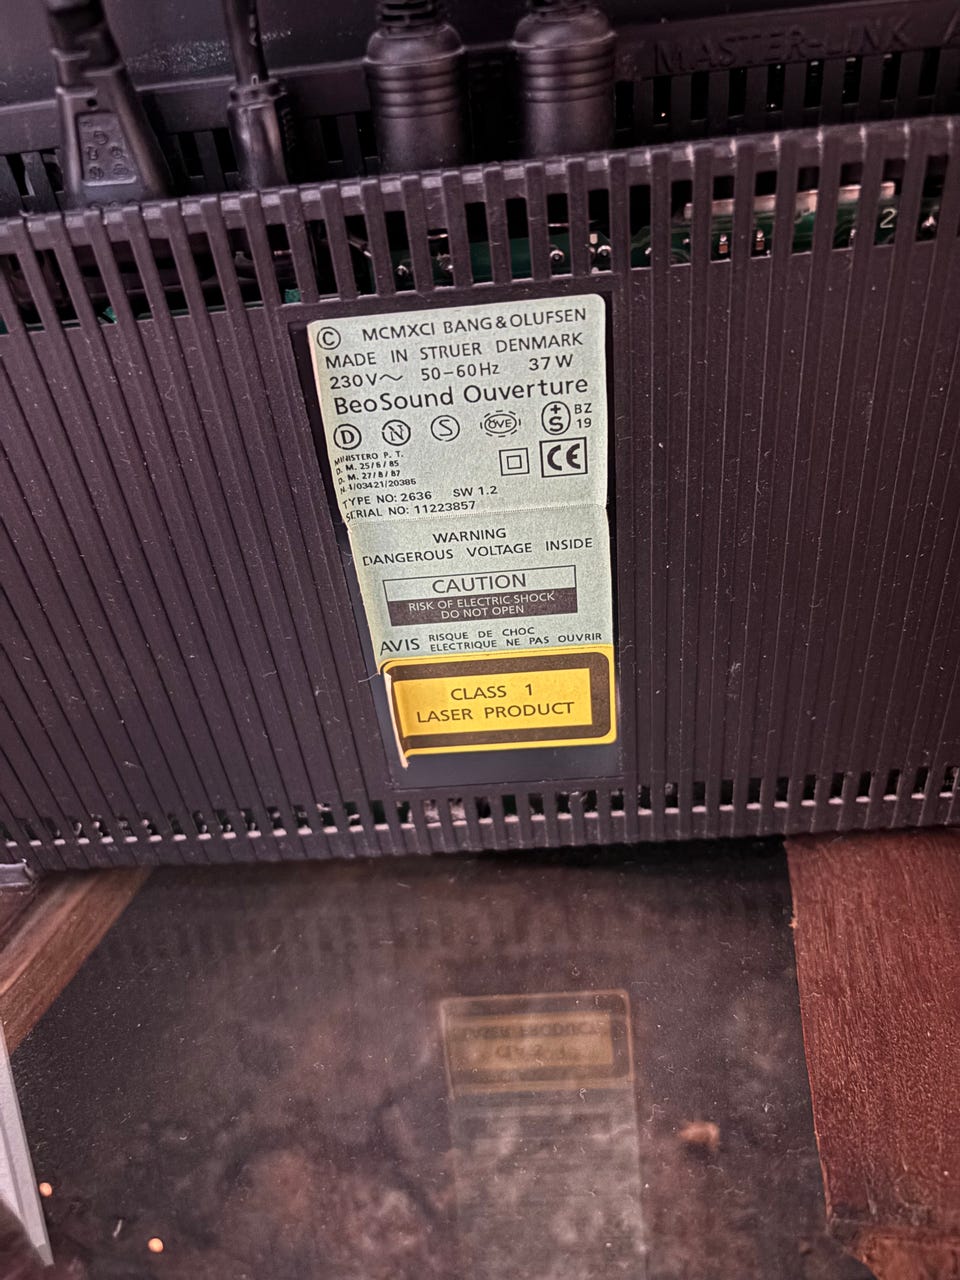 MASTER-LINK
2
© MCMXCI BANG & OLUFSEN
MADE IN STRUER DENMARK
230V~ 50-60Hz 37W
BeoSound Ouverture
D N S ÖVE +S BZ 19
MINISTERO P. T.
D. M. 25/6/85
D. M. 27/8/87
N.1/03421/20385
CE
TYPE NO: 2636 SW 1.2
SERIAL NO: 11223857
WARNING
DANGEROUS VOLTAGE INSIDE
CAUTION
RISK OF ELECTRIC SHOCK
DO NOT OPEN
AVIS RISQUE DE CHOC
ELECTRIQUE NE PAS OUVRIR
CLASS 1
LASER PRODUCT